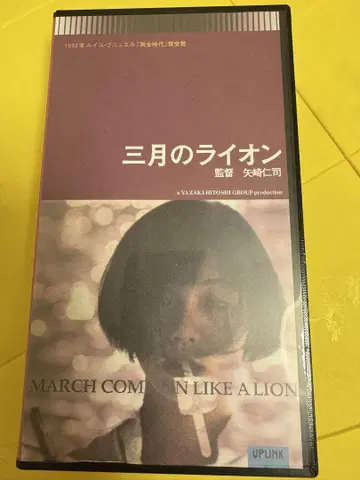 1992年 ルイス・ブニュエル「黄金時代」賞受賞
三月のライオン
監督 矢崎仁司
a YAZAKI HITOSHI GROUP production
MARCH COMES IN LIKE A LION
UPLINK